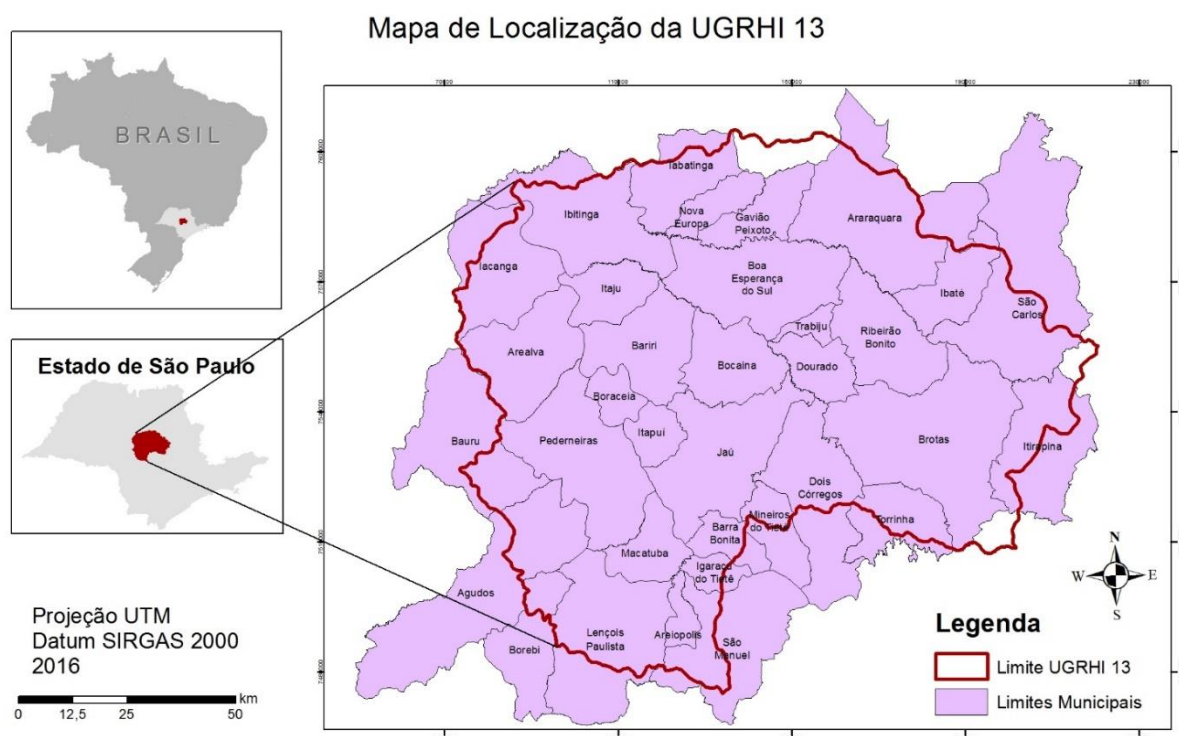 Mapa de Localização da UGRHI 13
BRASIL
Estado de São Paulo
Projeção UTM
Datum SIRGAS 2000
2016
km
0 12,5 25 50
Tabatinga
Ibitinga
Nova
Europa
Gavião
Peixoto
Araraquara
Iacanga
Itaju
Boa
Esperança
do Sul
Ibaté
São
Carlos
Trabiju
Ribeirão
Bonito
Arealva
Bariri
Bocaina
Dourado
Boraceia
Itapuí
Bauru
Pederneiras
Jaú
Brotas
Itirapina
Dois
Córregos
Mineiros
do Tietê
Torrinha
Barra
Bonita
Macatuba
Igaraçu
do Tietê
Agudos
Borebi
Lençois
Paulista
Areiopolis
São
Manuel
N
W E
S
Legenda
Limite UGRHI 13
Limites Municipais